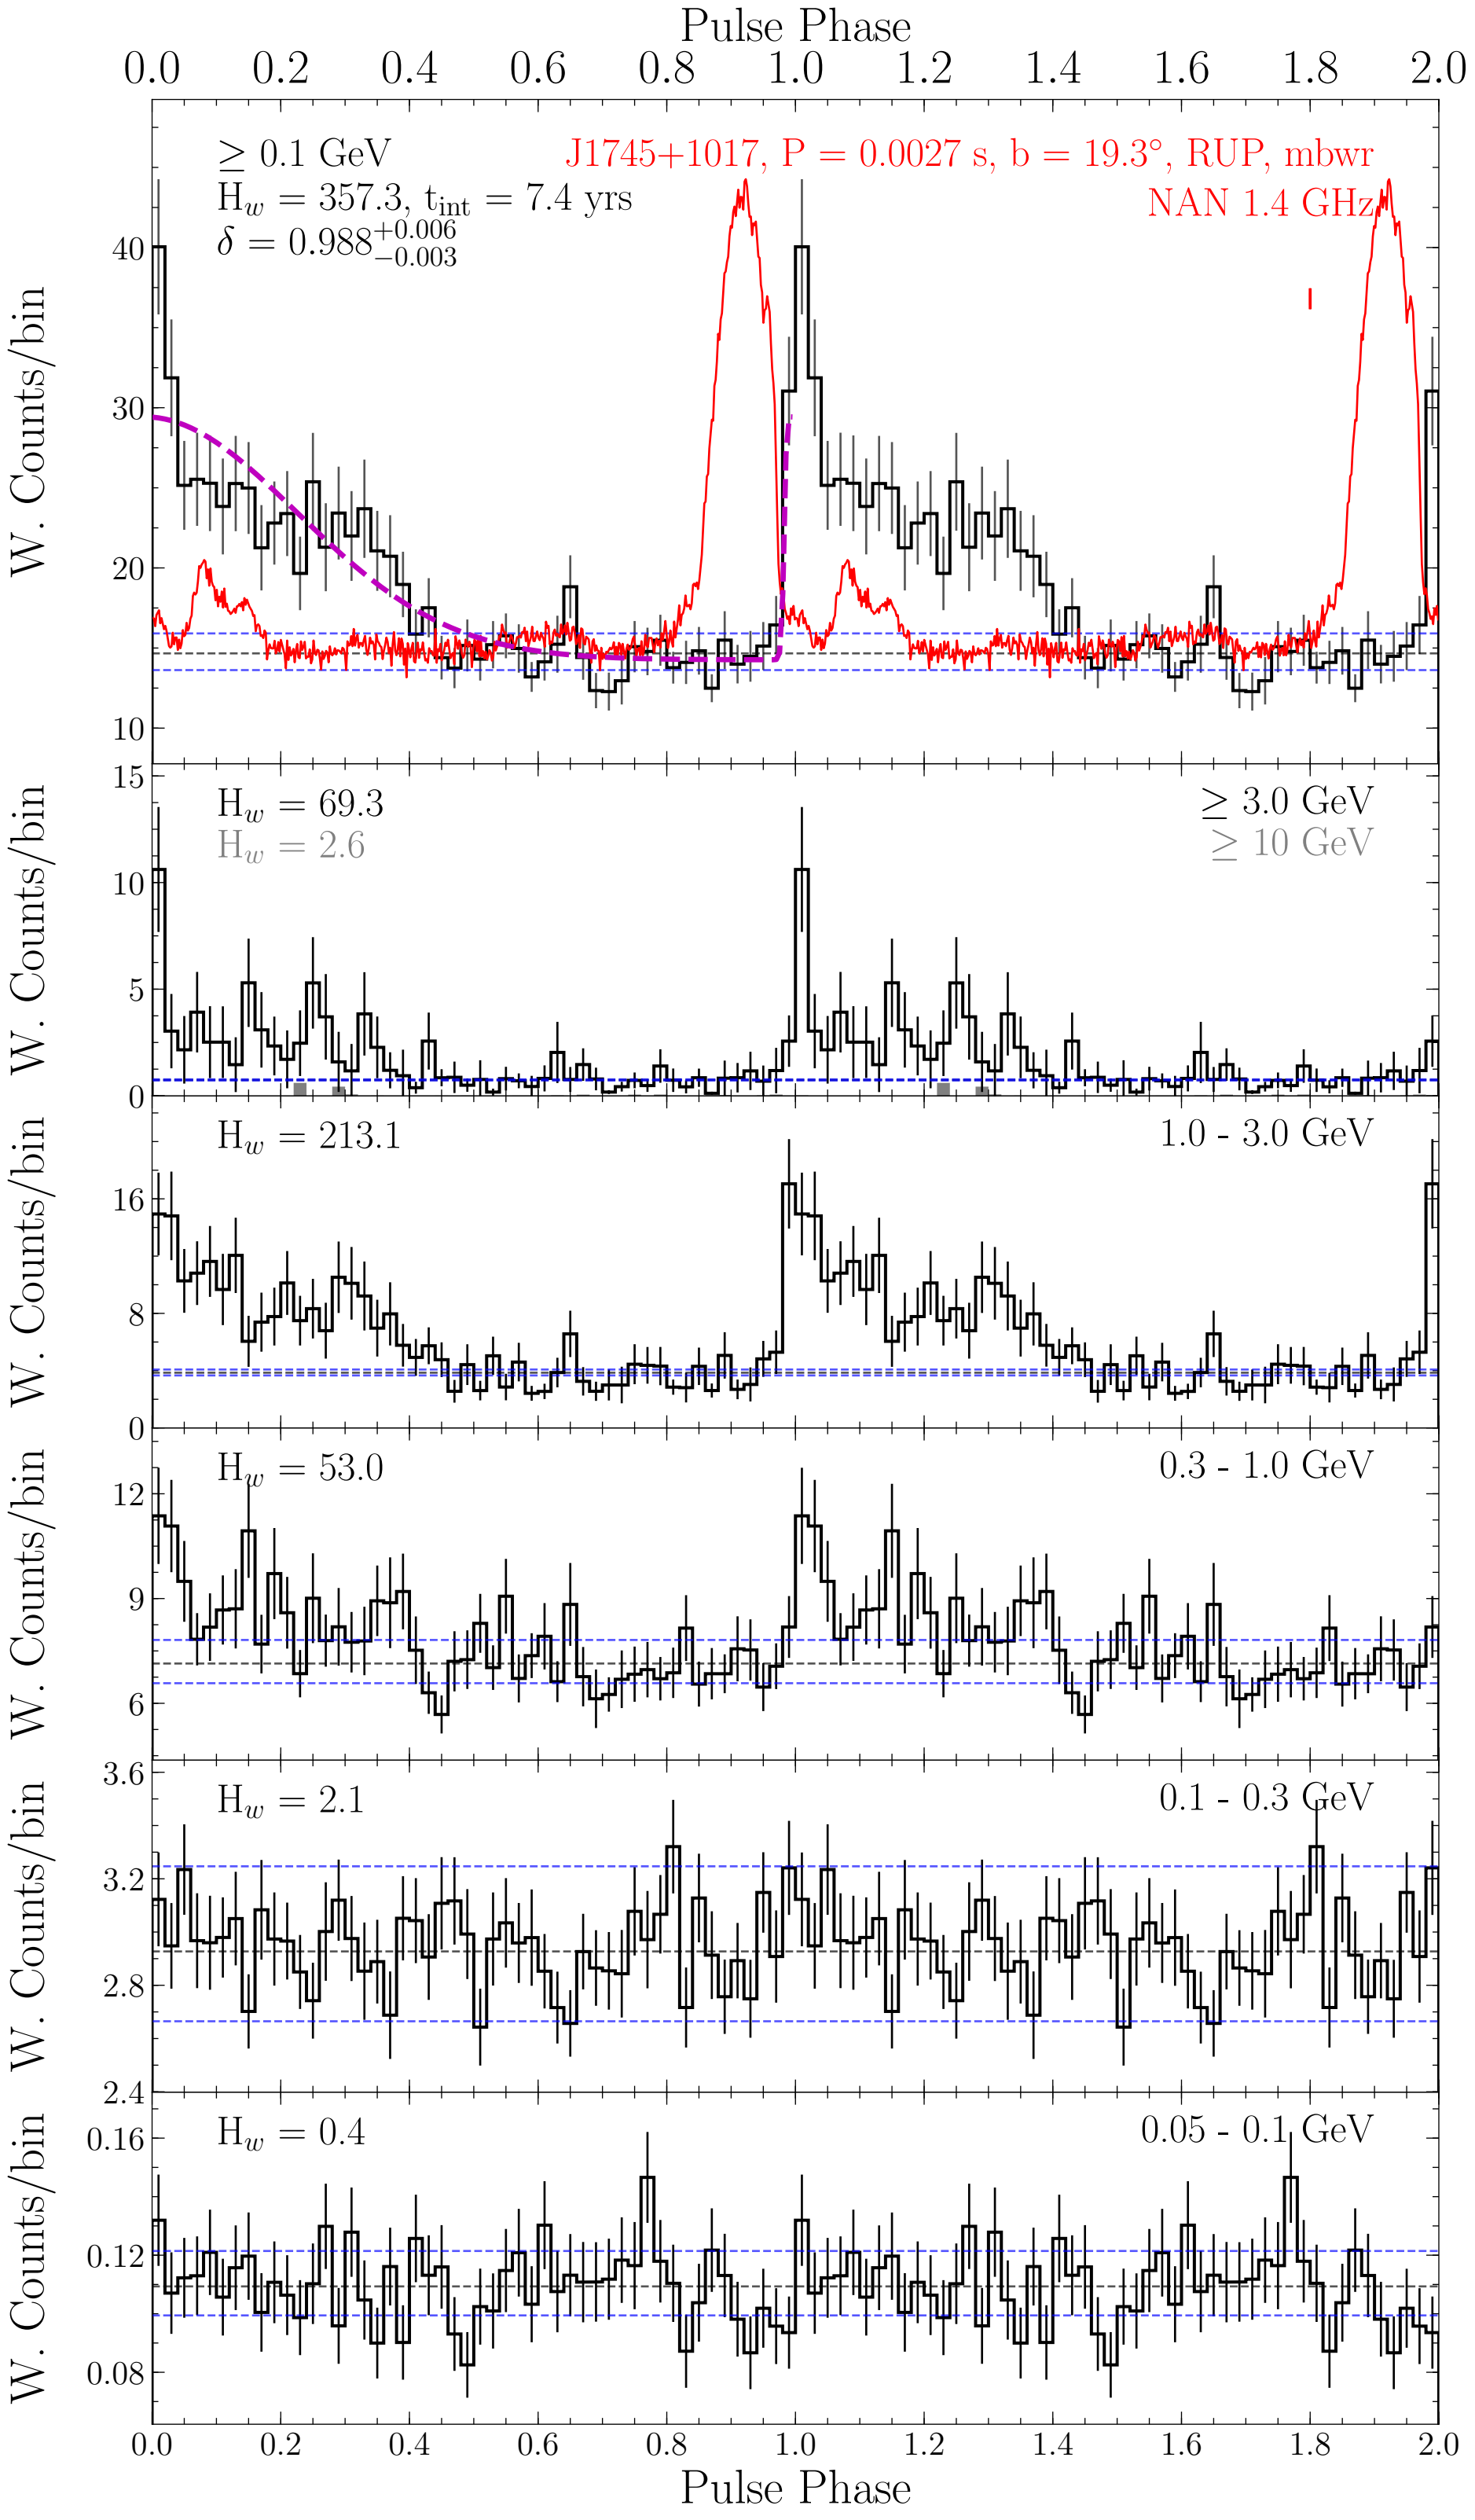 Pulse Phase
0.0 0.2 0.4 0.6 0.8 1.0 1.2 1.4 1.6 1.8 2.0
≥ 0.1 GeV
J1745+1017, P = 0.0027 s, b = 19.3°, RUP, mbwr
H_w = 357.3, t_int = 7.4 yrs
NAN 1.4 GHz
δ = 0.988 +0.006 −0.003
W. Counts/bin
40
30
20
10
H_w = 69.3
≥ 3.0 GeV
H_w = 2.6
≥ 10 GeV
W. Counts/bin
15
10
5
0
H_w = 213.1
1.0 - 3.0 GeV
W. Counts/bin
16
8
0
H_w = 53.0
0.3 - 1.0 GeV
W. Counts/bin
12
9
6
H_w = 2.1
0.1 - 0.3 GeV
W. Counts/bin
3.6
3.2
2.8
2.4
H_w = 0.4
0.05 - 0.1 GeV
W. Counts/bin
0.16
0.12
0.08
0.0 0.2 0.4 0.6 0.8 1.0 1.2 1.4 1.6 1.8 2.0
Pulse Phase